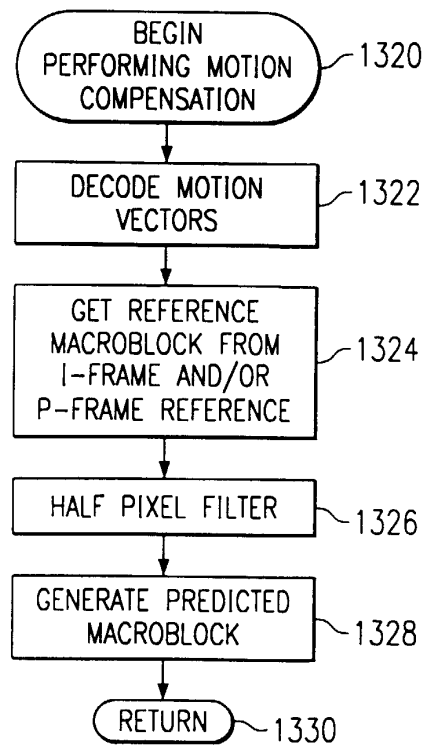 BEGIN
PERFORMING MOTION
COMPENSATION
1320
DECODE MOTION
VECTORS
1322
GET REFERENCE
MACROBLOCK FROM
I-FRAME AND/OR
P-FRAME REFERENCE
1324
HALF PIXEL FILTER
1326
GENERATE PREDICTED
MACROBLOCK
1328
RETURN
1330